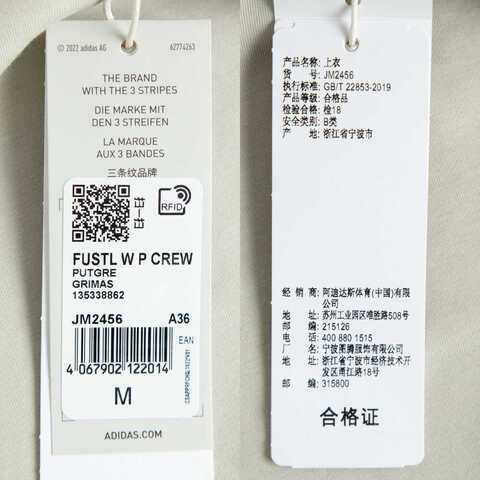 © 2022 adidas AG
62774263
THE BRAND
WITH THE 3 STRIPES
DIE MARKE MIT
DEN 3 STREIFEN
LA MARQUE
AUX 3 BANDES
三条纹品牌
RFID
FUSTL W P CREW
PUTGRE
GRIMAS
135338862
JM2456 A36
EAN
4 067902 122014
M
ADIDAS.COM
产品名称: 上衣
货 号: JM2456
执行标准: GB/T 22853-2019
产品等级: 合格品
检验合格: 检18
安全类别: B类
产 地: 浙江省宁波市
经 销 商: 阿迪达斯体育(中国)有限
公司
地 址: 苏州工业园区唯胜路508号
邮 编: 215126
电 话: 400 880 1515
厂 名: 宁波图腾服饰有限公司
地 址: 浙江省宁波市经济技术开
发区甬江路18号
邮 编: 315800
合格证